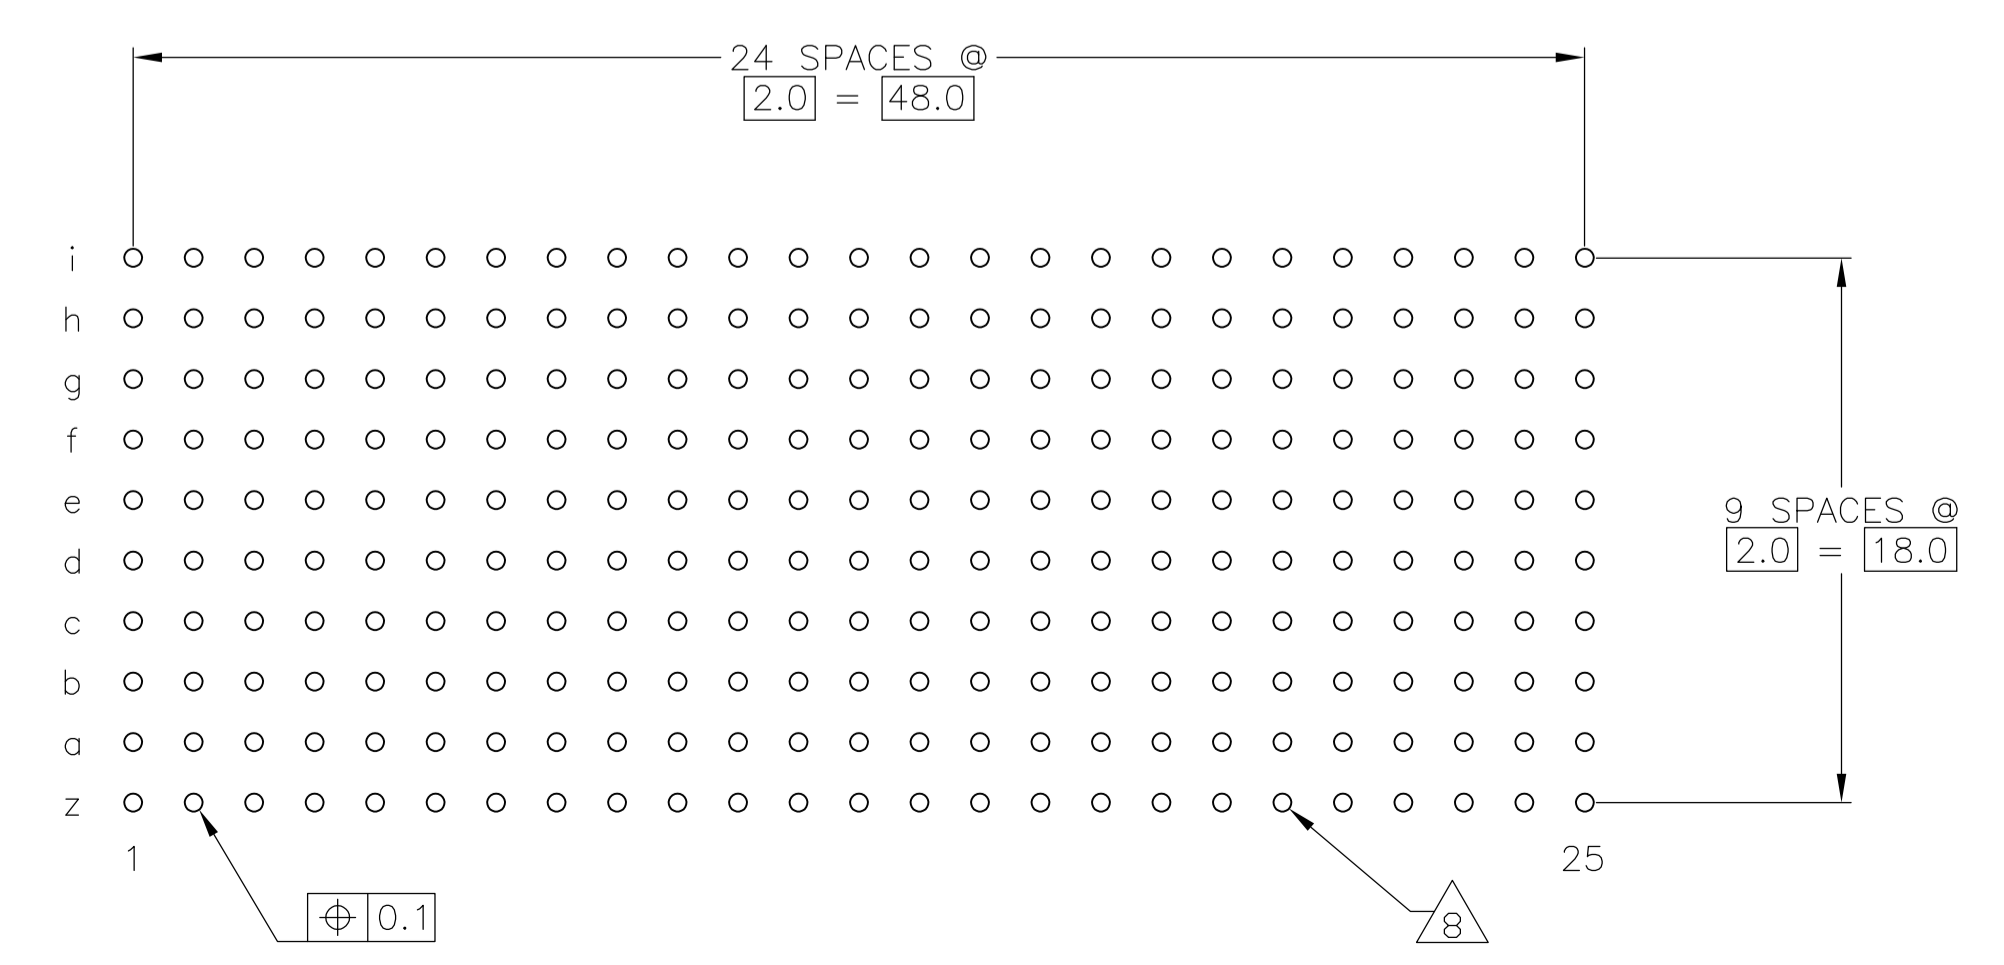 24 SPACES @
2.0 = 48.0
i
h
g
f
e
d
c
b
a
z
9 SPACES @
2.0 = 18.0
1
25
⌖ 0.1
8